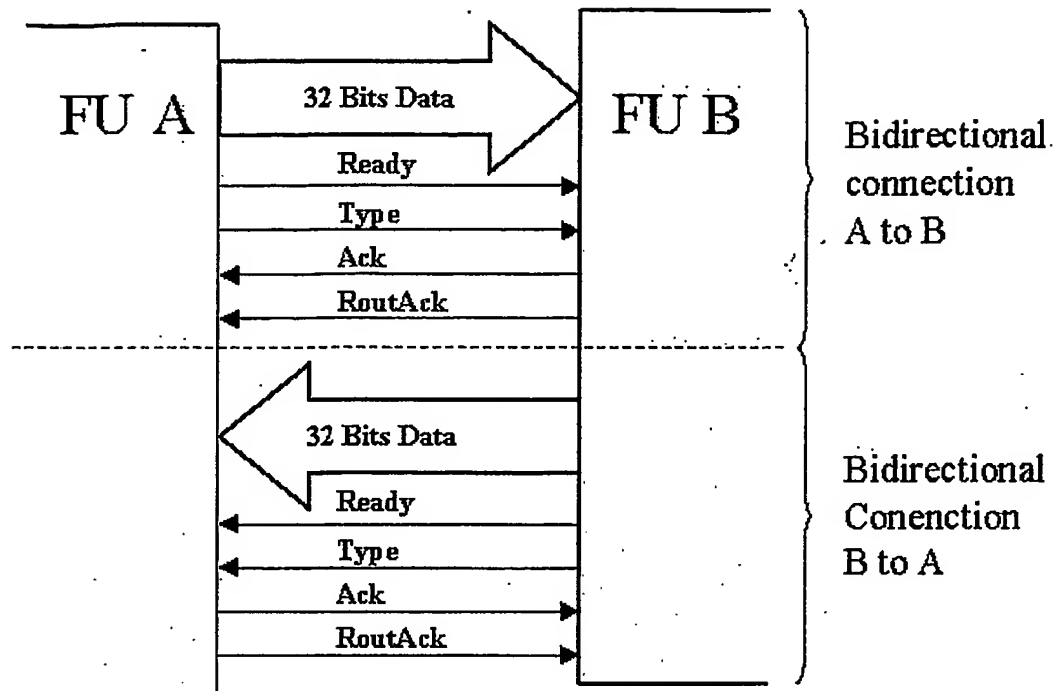 FU A
32 Bits Data
FU B
Ready
Type
Ack
RoutAck
Bidirectional
connection
A to B
32 Bits Data
Ready
Type
Ack
RoutAck
Bidirectional
Conenction
B to A